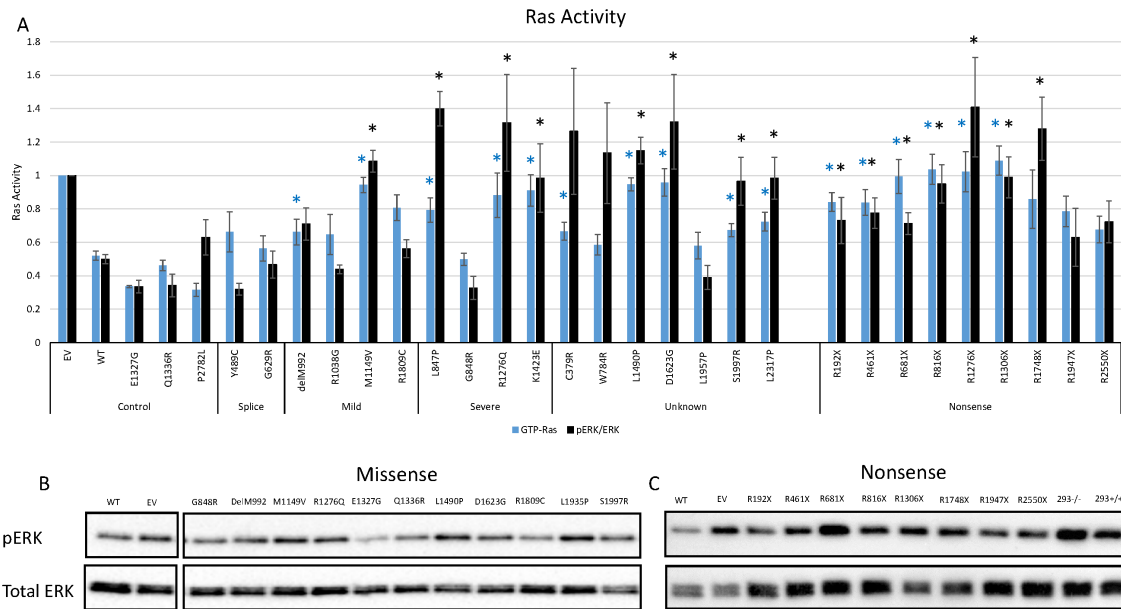 Ras Activity
A
Ras Activity
1.8
1.6
1.4
1.2
1
0.8
0.6
0.4
0.2
0
* * * * * * * * * * * * * * * * * * * * * * * * * * * * * *
EV WT E1327G Q1336R P2782L Y489C G629R delM992 R1038G M1149V R1809C L847P G848R R1276Q K1423E C379R W784R L1490P D1623G L1957P S1997R L2317P R192X R461X R681X R816X R1276X R1306X R1748X R1947X R2550X
Control Splice Mild Severe Unknown Nonsense
GTP-Ras pERK/ERK
B Missense
WT EV G848R DelM992 M1149V R1276Q E1327G Q1336R L1490P D1623G R1809C L1935P S1997R
pERK
Total ERK
C Nonsense
WT EV R192X R461X R681X R816X R1306X R1748X R1947X R2550X 293-/- 293+/+